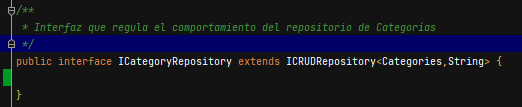 /**
* Interfaz que regula el comportamiento del repositorio de Categorias
*/
public interface ICategoryRepository extends ICRUDRepository<Categories,String> {
}